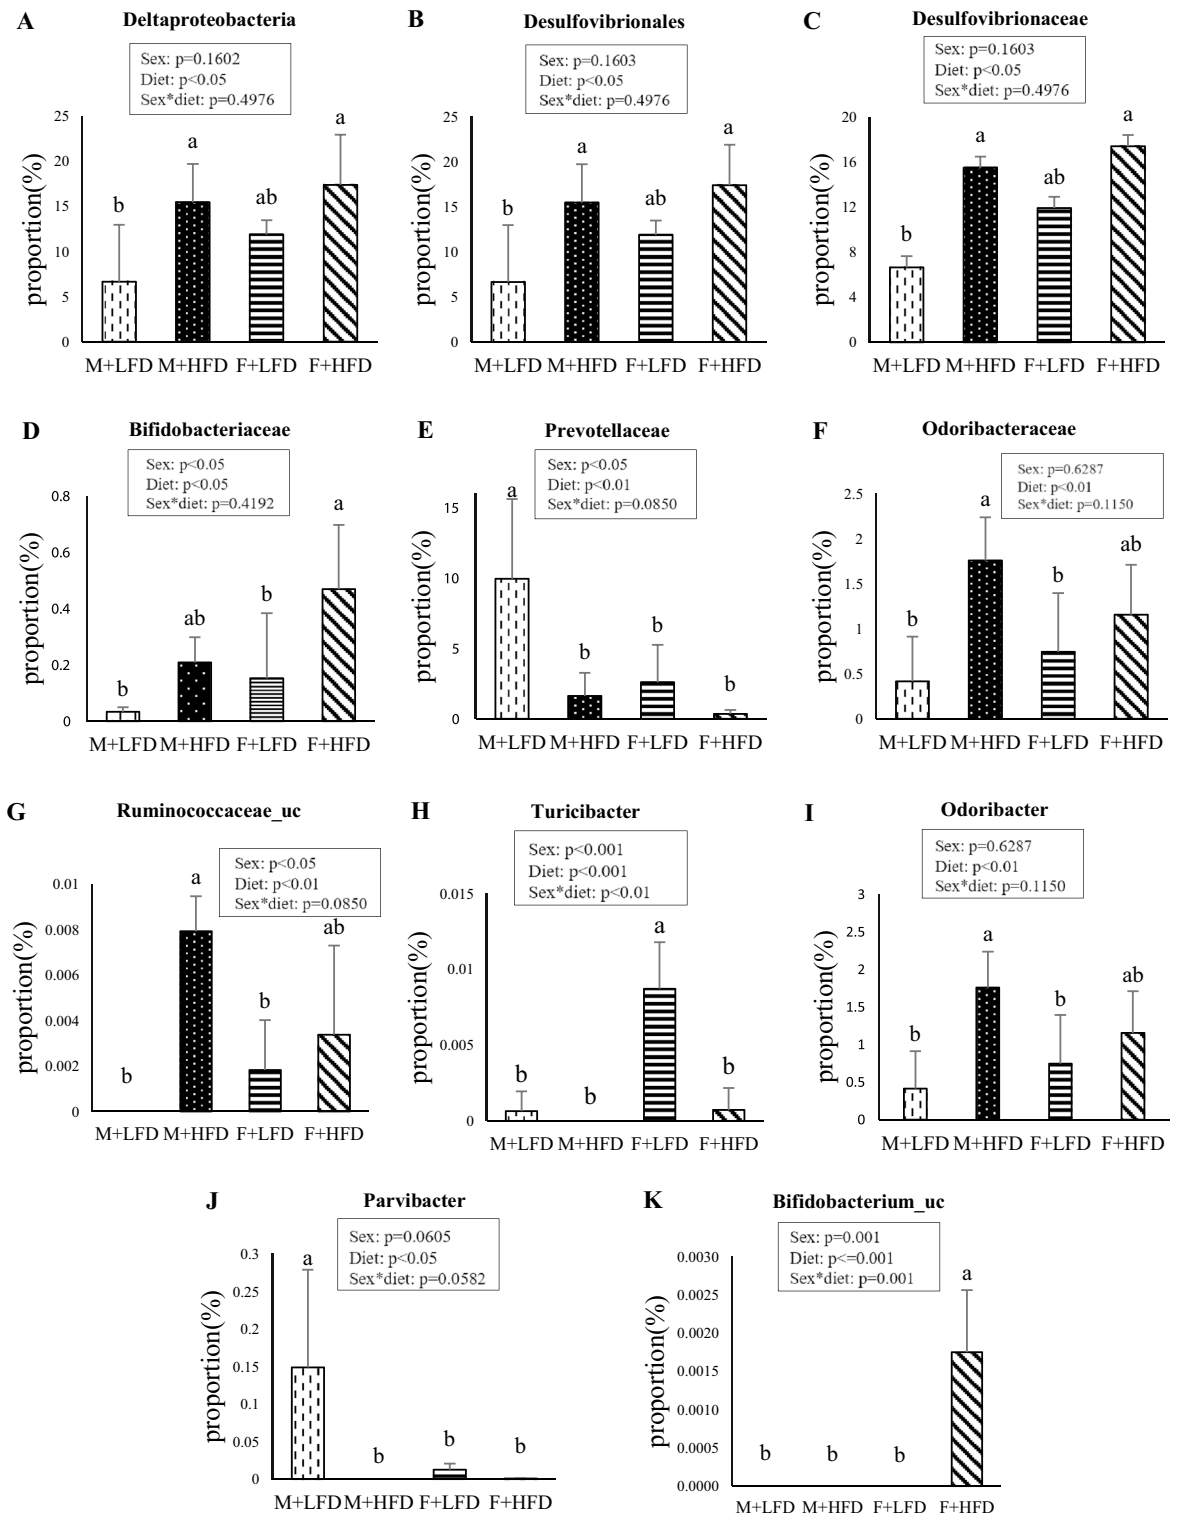 A
Deltaproteobacteria
Sex: p=0.1602
Diet: p<0.05
Sex*diet: p=0.4976
proportion(%)
25
20
15
10
5
0
b
a
ab
a
M+LFD M+HFD F+LFD F+HFD
B
Desulfovibrionales
Sex: p=0.1603
Diet: p<0.05
Sex*diet: p=0.4976
proportion(%)
25
20
15
10
5
0
b
a
ab
a
M+LFD M+HFD F+LFD F+HFD
C
Desulfovibrionaceae
Sex: p=0.1603
Diet: p<0.05
Sex*diet: p=0.4976
proportion(%)
20
16
12
8
4
0
b
a
ab
a
M+LFD M+HFD F+LFD F+HFD
D
Bifidobacteriaceae
Sex: p<0.05
Diet: p<0.05
Sex*diet: p=0.4192
proportion(%)
0.8
0.6
0.4
0.2
0
b
ab
b
a
M+LFD M+HFD F+LFD F+HFD
E
Prevotellaceae
Sex: p<0.05
Diet: p<0.01
Sex*diet: p=0.0850
proportion(%)
15
10
5
0
a
b
b
b
M+LFD M+HFD F+LFD F+HFD
F
Odoribacteraceae
Sex: p=0.6287
Diet: p<0.01
Sex*diet: p=0.1150
proportion(%)
2.5
2
1.5
1
0.5
0
b
a
b
ab
M+LFD M+HFD F+LFD F+HFD
G
Ruminococcaceae_uc
Sex: p<0.05
Diet: p<0.01
Sex*diet: p=0.0850
proportion(%)
0.01
0.008
0.006
0.004
0.002
0
b
a
b
ab
M+LFD M+HFD F+LFD F+HFD
H
Turicibacter
Sex: p<0.001
Diet: p<0.001
Sex*diet: p<0.01
proportion(%)
0.015
0.01
0.005
0
b
b
a
b
M+LFD M+HFD F+LFD F+HFD
I
Odoribacter
Sex: p=0.6287
Diet: p<0.01
Sex*diet: p=0.1150
proportion(%)
3
2.5
2
1.5
1
0.5
0
b
a
b
ab
M+LFD M+HFD F+LFD F+HFD
J
Parvibacter
Sex: p=0.0605
Diet: p<0.05
Sex*diet: p=0.0582
proportion(%)
0.3
0.25
0.2
0.15
0.1
0.05
0
a
b
b
b
M+LFD M+HFD F+LFD F+HFD
K
Bifidobacterium_uc
Sex: p=0.001
Diet: p<=0.001
Sex*diet: p=0.001
proportion(%)
0.0030
0.0025
0.0020
0.0015
0.0010
0.0005
0.0000
b
b
b
a
M+LFD M+HFD F+LFD F+HFD